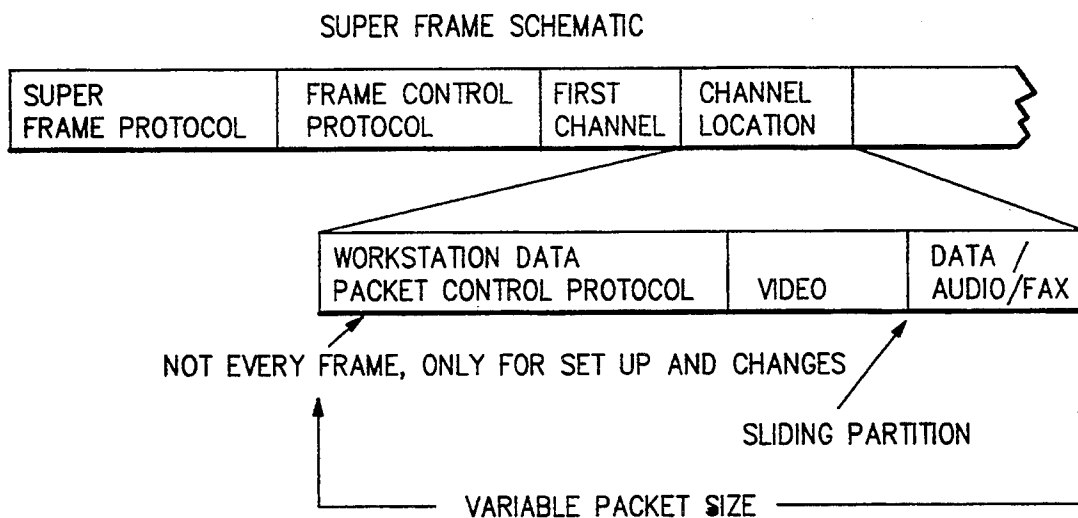 SUPER FRAME SCHEMATIC
SUPER
FRAME PROTOCOL
FRAME CONTROL
PROTOCOL
FIRST
CHANNEL
CHANNEL
LOCATION
WORKSTATION DATA
PACKET CONTROL PROTOCOL
VIDEO
DATA /
AUDIO/FAX
NOT EVERY FRAME, ONLY FOR SET UP AND CHANGES
SLIDING PARTITION
VARIABLE PACKET SIZE